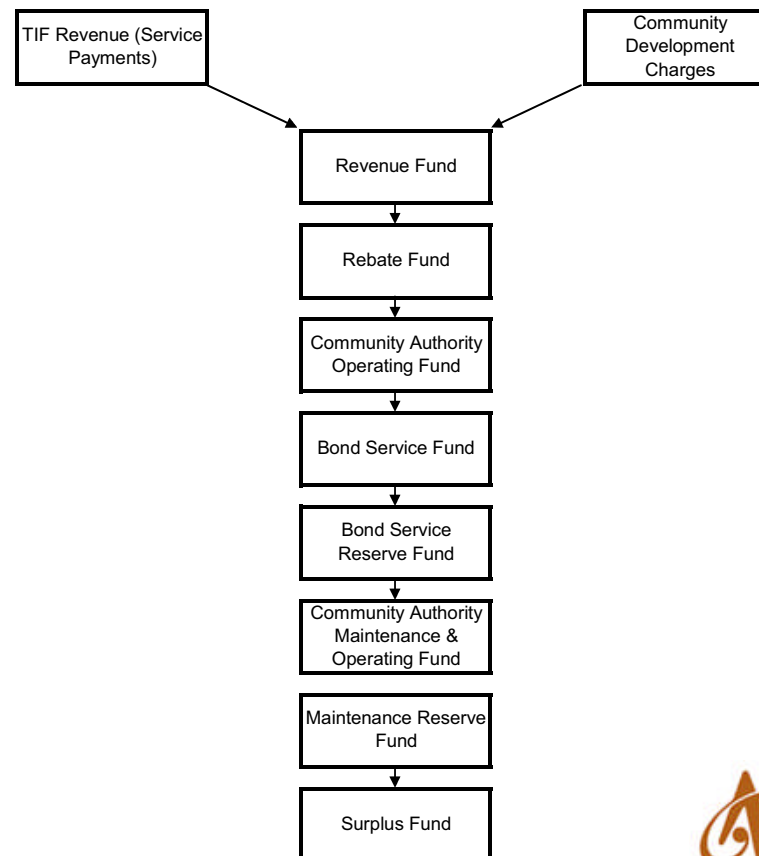 TIF Revenue (Service
Payments)
Community
Development
Charges
Revenue Fund
Rebate Fund
Community Authority
Operating Fund
Bond Service Fund
Bond Service
Reserve Fund
Community Authority
Maintenance &
Operating Fund
Maintenance Reserve
Fund
Surplus Fund